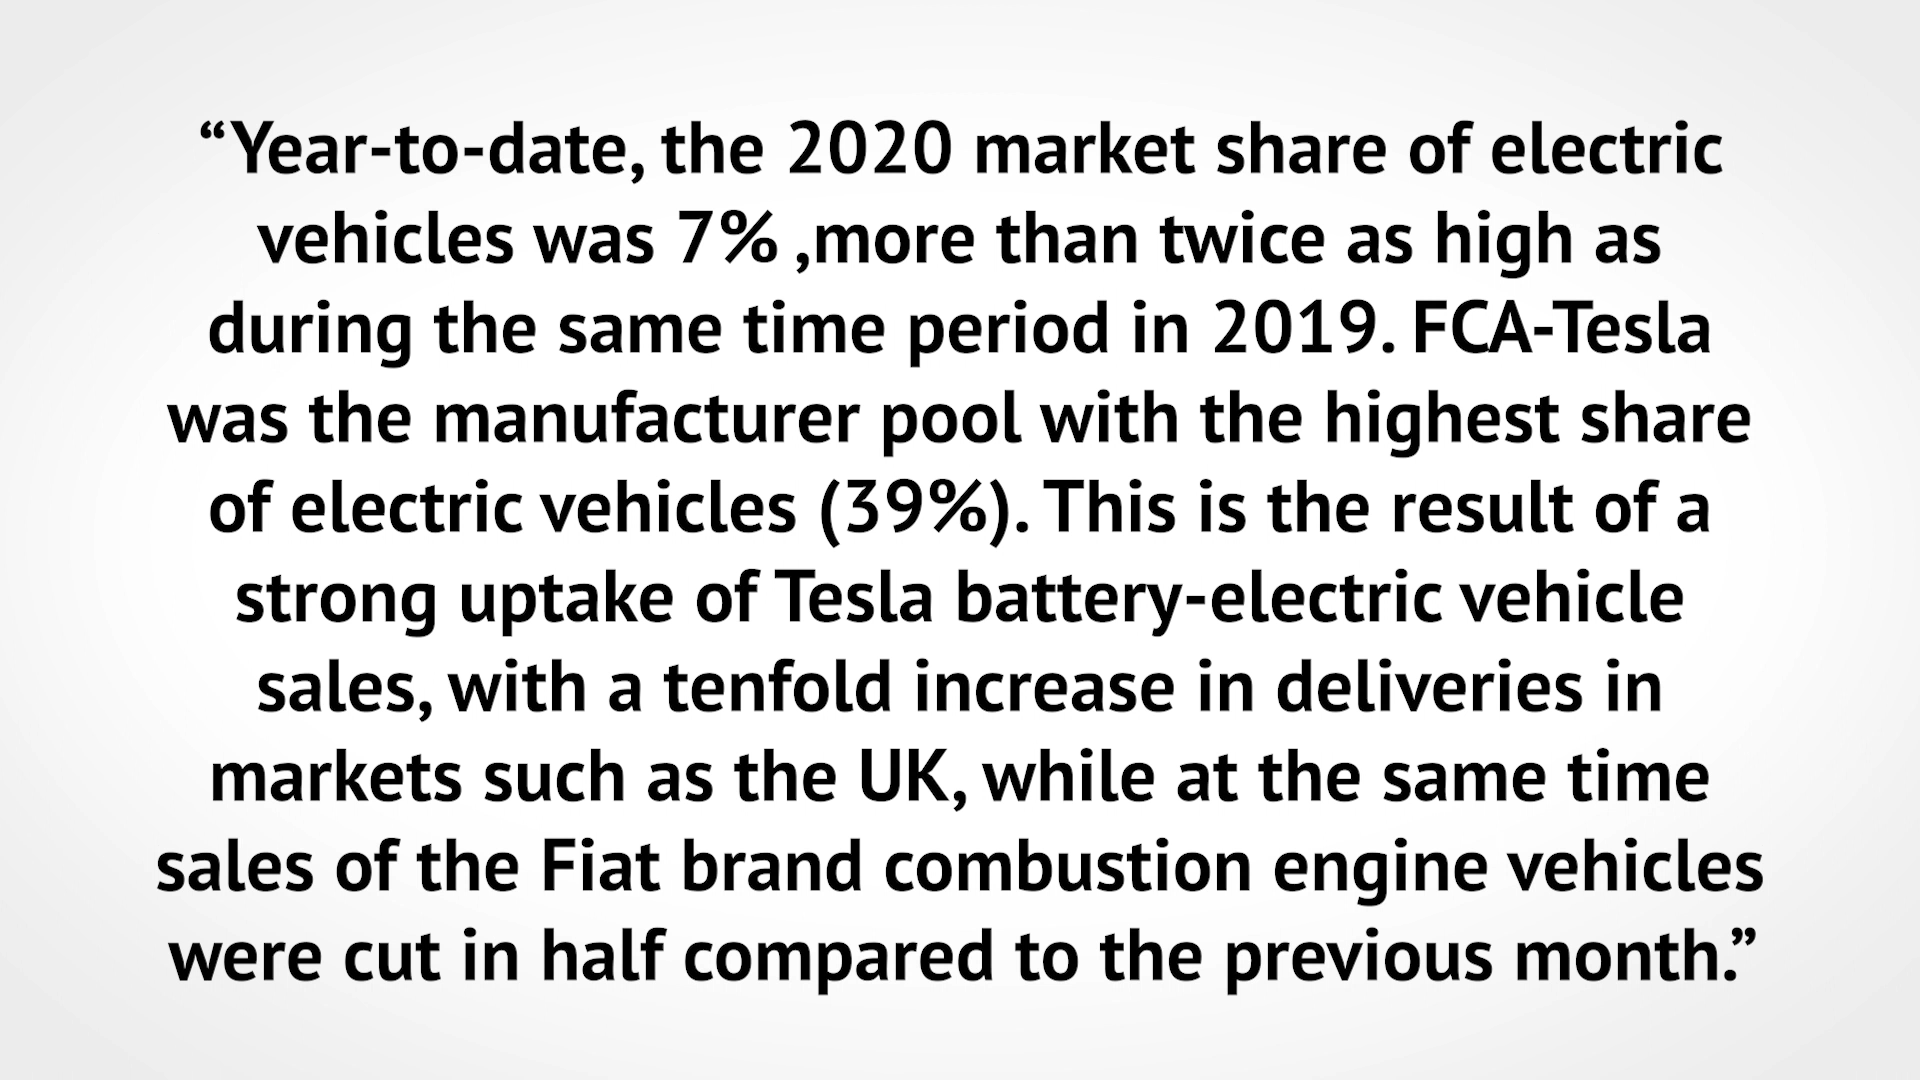 “Year-to-date, the 2020 market share of electric
vehicles was 7% ,more than twice as high as
during the same time period in 2019. FCA-Tesla
was the manufacturer pool with the highest share
of electric vehicles (39%). This is the result of a
strong uptake of Tesla battery-electric vehicle
sales, with a tenfold increase in deliveries in
markets such as the UK, while at the same time
sales of the Fiat brand combustion engine vehicles
were cut in half compared to the previous month.”